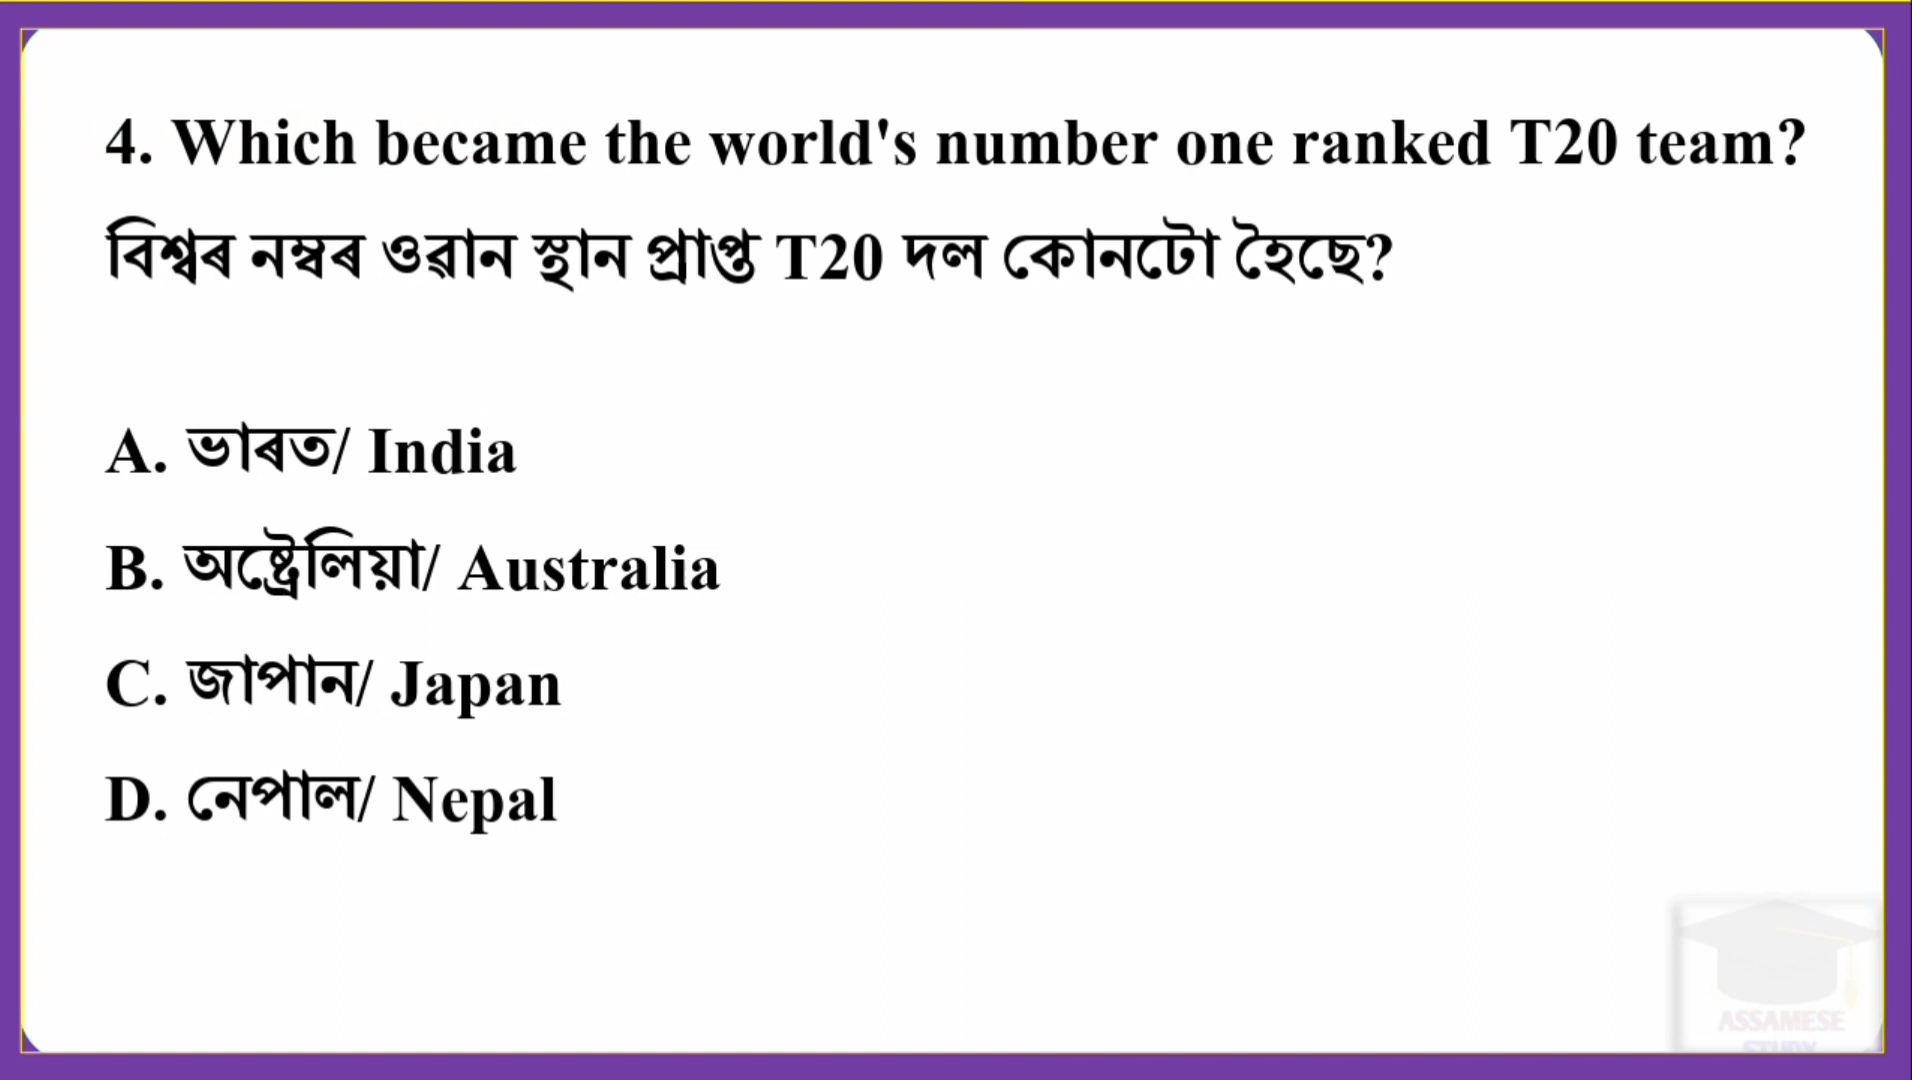 4. Which became the world's number one ranked T20 team?
বিশ্বৰ নম্বৰ ওৱান স্থান প্ৰাপ্ত T20 দল কোনটো হৈছে?
A. ভাৰত/ India
B. অষ্ট্ৰেলিয়া/ Australia
C. জাপান/ Japan
D. নেপাল/ Nepal
ASSAMESE
STUDY